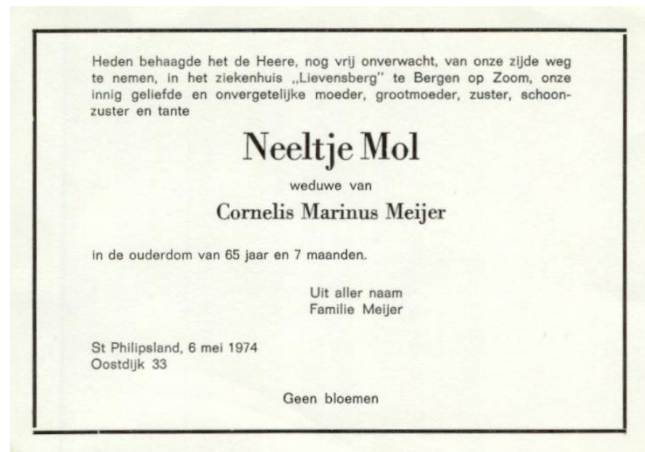 Heden behaagde het de Heere, nog vrij onverwacht, van onze zijde weg
te nemen, in het ziekenhuis „Lievensberg” te Bergen op Zoom, onze
innig geliefde en onvergetelijke moeder, grootmoeder, zuster, schoon-
zuster en tante
Neeltje Mol
weduwe van
Cornelis Marinus Meijer
in de ouderdom van 65 jaar en 7 maanden.
Uit aller naam
Familie Meijer
St Philipsland, 6 mei 1974
Oostdijk 33
Geen bloemen